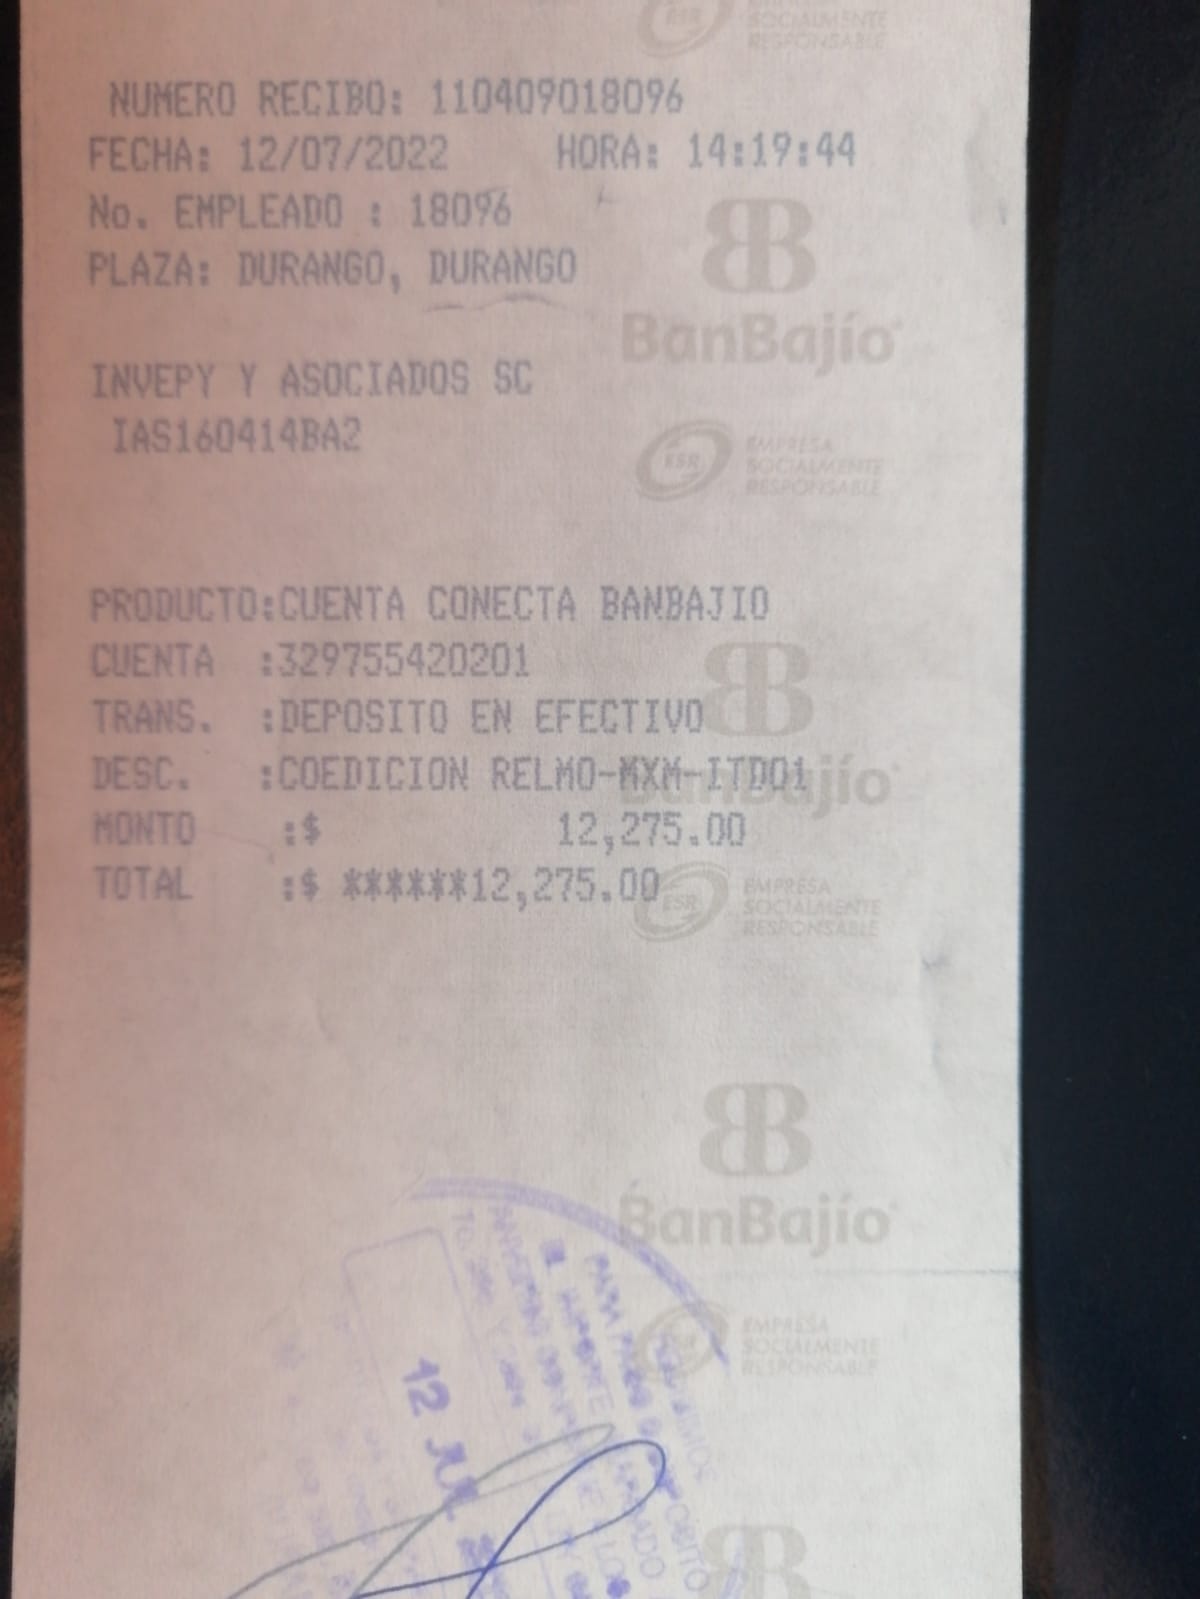 ESR
SOCIALMENTE
RESPONSABLE
NUMERO RECIBO: 110409018096
FECHA: 12/07/2022 HORA: 14:19:44
No. EMPLEADO : 18096
PLAZA: DURANGO, DURANGO
BanBajío
INVEPY Y ASOCIADOS SC
IAS160414BA2
ESR
EMPRESA
SOCIALMENTE
RESPONSABLE
PRODUCTO:CUENTA CONECTA BANBAJIO
CUENTA :329755420201
TRANS. :DEPOSITO EN EFECTIVO
DESC. :COEDICION RELMO-MXM-ITDO1
BanBajío
MONTO :$ 12,275.00
TOTAL :$ ******12,275.00
ESR
EMPRESA
SOCIALMENTE
RESPONSABLE
BanBajío
EMPRESA
SOCIALMENTE
RESPONSABLE
12 JUL